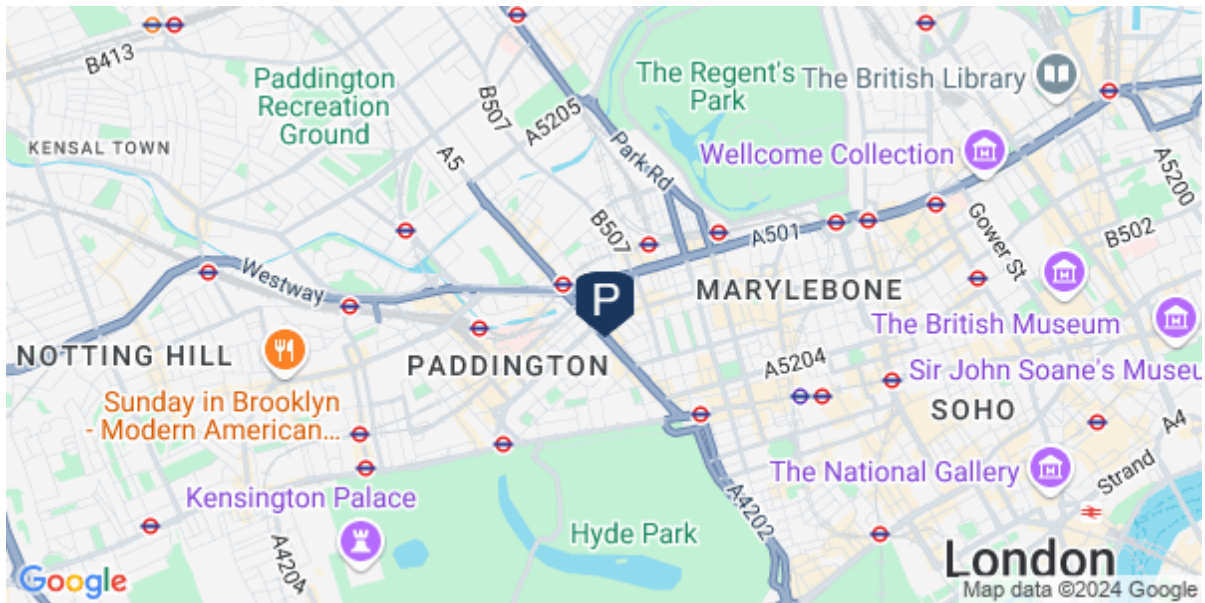 B413
Paddington
Recreation
Ground
B507
A5205
The Regent's
Park
The British Library
KENSAL TOWN
A5
Park Rd
Wellcome Collection
A5200
B507
A501
Gower St
B502
Westway
MARYLEBONE
P
The British Museum
NOTTING HILL
PADDINGTON
A5204
Sir John Soane's Museu
Sunday in Brooklyn
- Modern American...
SOHO
A4
The National Gallery
Strand
Kensington Palace
A4202
Hyde Park
A4204
London
Google
Map data ©2024 Google